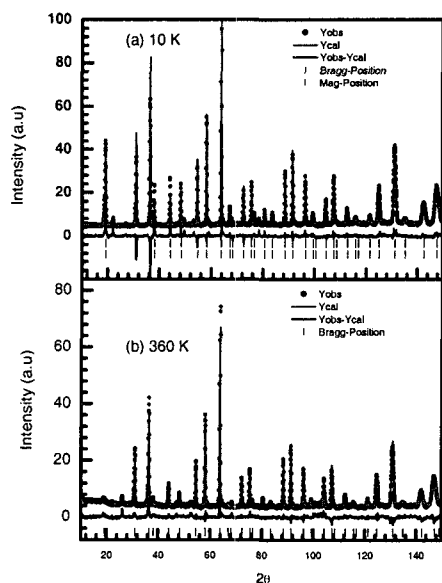 100
80
60
40
20
0
Intensity (a.u)
(a) 10 K
Yobs
Ycal
Yobs-Ycal
Bragg-Position
Mag-Position
80
60
40
20
0
Intensity (a.u)
(b) 360 K
Yobs
Ycal
Yobs-Ycal
Bragg-Position
20 40 60 80 100 120 140
2θ